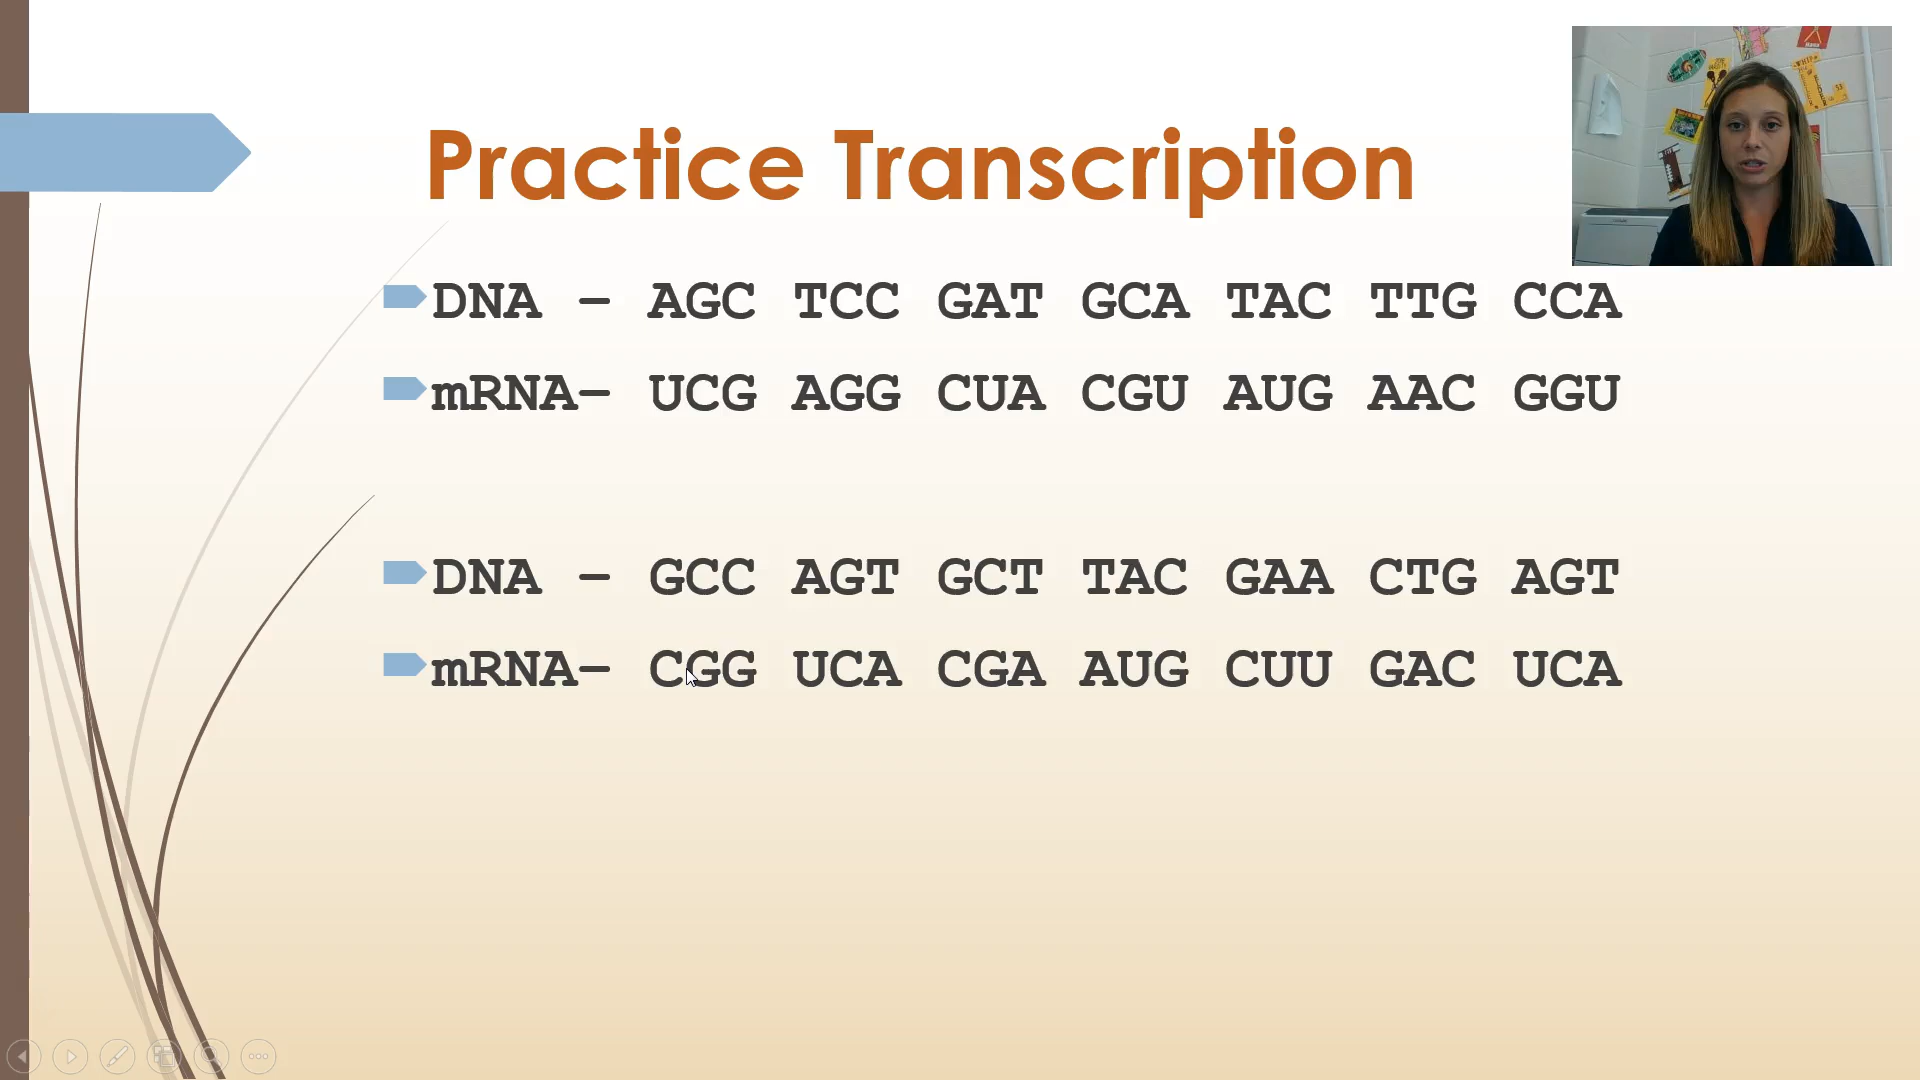 Practice Transcription
DNA – AGC TCC GAT GCA TAC TTG CCA
mRNA– UCG AGG CUA CGU AUG AAC GGU
DNA – GCC AGT GCT TAC GAA CTG AGT
mRNA– CGG UCA CGA AUG CUU GAC UCA